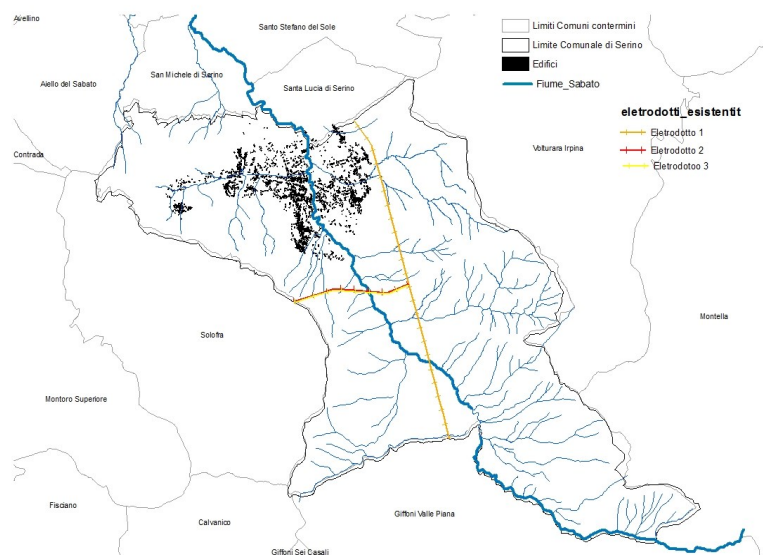 Avellino
Santo Stefano del Sole
Limiti Comuni contermini
Limite Comunale di Serino
Edifici
Fiume_Sabato
Aiello del Sabato
San Michele di Serino
Santa Lucia di Serino
eletrodotti_esistentit
Eletrodotto 1
Eletrodotto 2
Eletrodotoo 3
Contrada
Volturara Irpina
Solofra
Montella
Montoro Superiore
Fisciano
Calvanico
Giffoni Valle Piana
Giffoni Sei Casali